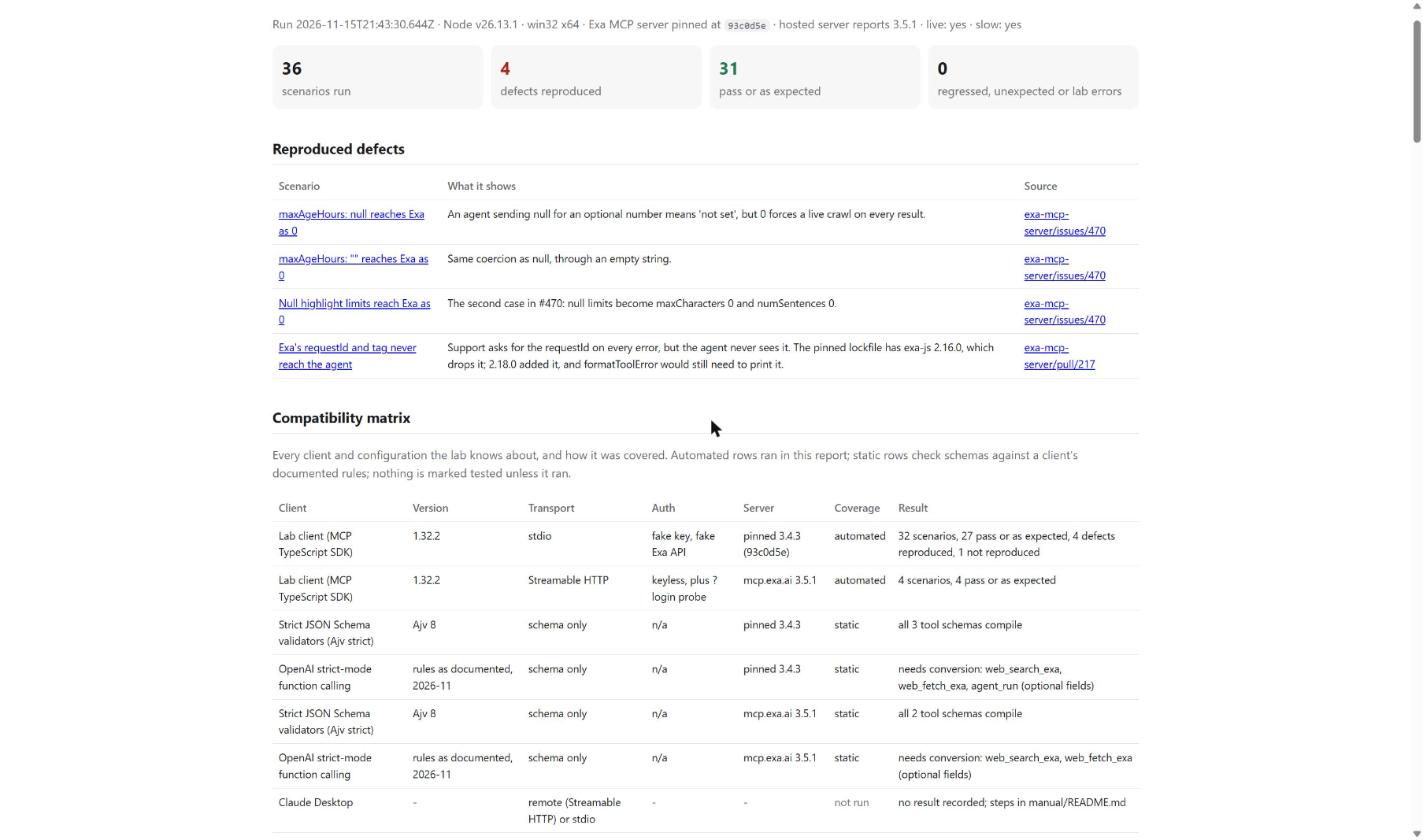 Run 2026-11-15T21:43:30.644Z · Node v26.13.1 · win32 x64 · Exa MCP server pinned at 93c0d5e · hosted server reports 3.5.1 · live: yes · slow: yes
36
scenarios run
4
defects reproduced
31
pass or as expected
0
regressed, unexpected or lab errors
Reproduced defects
Scenario What it shows Source
maxAgeHours: null reaches Exa as 0
An agent sending null for an optional number means 'not set', but 0 forces a live crawl on every result.
exa-mcp-server/issues/470
maxAgeHours: "" reaches Exa as 0
Same coercion as null, through an empty string.
exa-mcp-server/issues/470
Null highlight limits reach Exa as 0
The second case in #470: null limits become maxCharacters 0 and numSentences 0.
exa-mcp-server/issues/470
Exa's requestId and tag never reach the agent
Support asks for the requestId on every error, but the agent never sees it. The pinned lockfile has exa-js 2.16.0, which
drops it; 2.18.0 added it, and formatToolError would still need to print it.
exa-mcp-server/pull/217
Compatibility matrix
Every client and configuration the lab knows about, and how it was covered. Automated rows ran in this report; static rows check schemas against a client's
documented rules; nothing is marked tested unless it ran.
Client Version Transport Auth Server Coverage Result
Lab client (MCP TypeScript SDK) 1.32.2 stdio fake key, fake Exa API pinned 3.4.3 (93c0d5e) automated 32 scenarios, 27 pass or as expected, 4 defects reproduced, 1 not reproduced
Lab client (MCP TypeScript SDK) 1.32.2 Streamable HTTP keyless, plus ?login probe mcp.exa.ai 3.5.1 automated 4 scenarios, 4 pass or as expected
Strict JSON Schema validators (Ajv strict) Ajv 8 schema only n/a pinned 3.4.3 static all 3 tool schemas compile
OpenAI strict-mode function calling rules as documented, 2026-11 schema only n/a pinned 3.4.3 static needs conversion: web_search_exa, web_fetch_exa, agent_run (optional fields)
Strict JSON Schema validators (Ajv strict) Ajv 8 schema only n/a mcp.exa.ai 3.5.1 static all 2 tool schemas compile
OpenAI strict-mode function calling rules as documented, 2026-11 schema only n/a mcp.exa.ai 3.5.1 static needs conversion: web_search_exa, web_fetch_exa (optional fields)
Claude Desktop - remote (Streamable HTTP) or stdio - - not run no result recorded; steps in manual/README.md